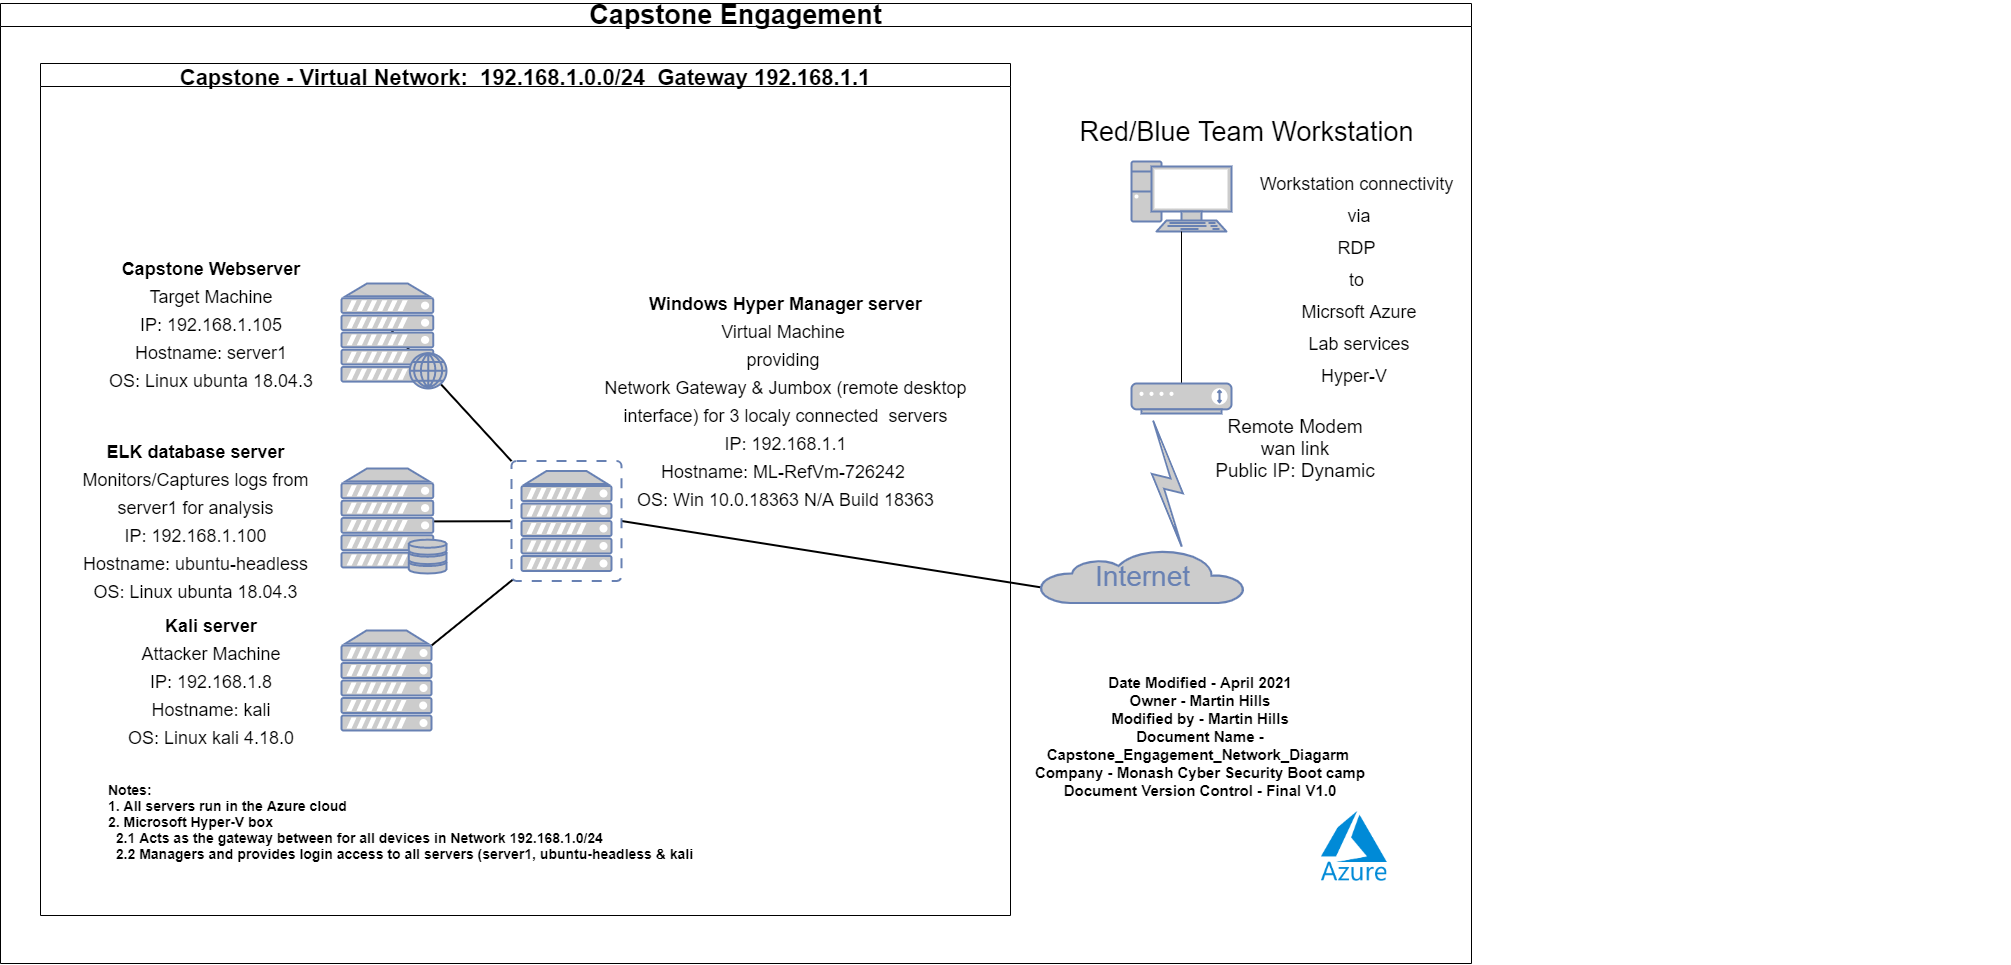 Capstone Engagement
Capstone - Virtual Network:  192.168.1.0.0/24  Gateway 192.168.1.1
Capstone Webserver
Target Machine
IP: 192.168.1.105
Hostname: server1
OS: Linux ubunta 18.04.3
ELK database server
Monitors/Captures logs from
server1 for analysis
IP: 192.168.1.100
Hostname: ubuntu-headless
OS: Linux ubunta 18.04.3
Kali server
Attacker Machine
IP: 192.168.1.8
Hostname: kali
OS: Linux kali 4.18.0
Windows Hyper Manager server
Virtual Machine
providing
Network Gateway & Jumbox (remote desktop
interface) for 3 localy connected  servers
IP: 192.168.1.1
Hostname: ML-RefVm-726242
OS: Win 10.0.18363 N/A Build 18363
Notes:
1. All servers run in the Azure cloud
2. Microsoft Hyper-V box
2.1 Acts as the gateway between for all devices in Network 192.168.1.0/24
2.2 Managers and provides login access to all servers (server1, ubuntu-headless & kali
Red/Blue Team Workstation
Workstation connectivity
via
RDP
to
Micrsoft Azure
Lab services
Hyper-V
Remote Modem
wan link
Public IP: Dynamic
Internet
Date Modified - April 2021
Owner - Martin Hills
Modified by - Martin Hills
Document Name -
Capstone_Engagement_Network_Diagarm
Company - Monash Cyber Security Boot camp
Document Version Control - Final V1.0
Azure